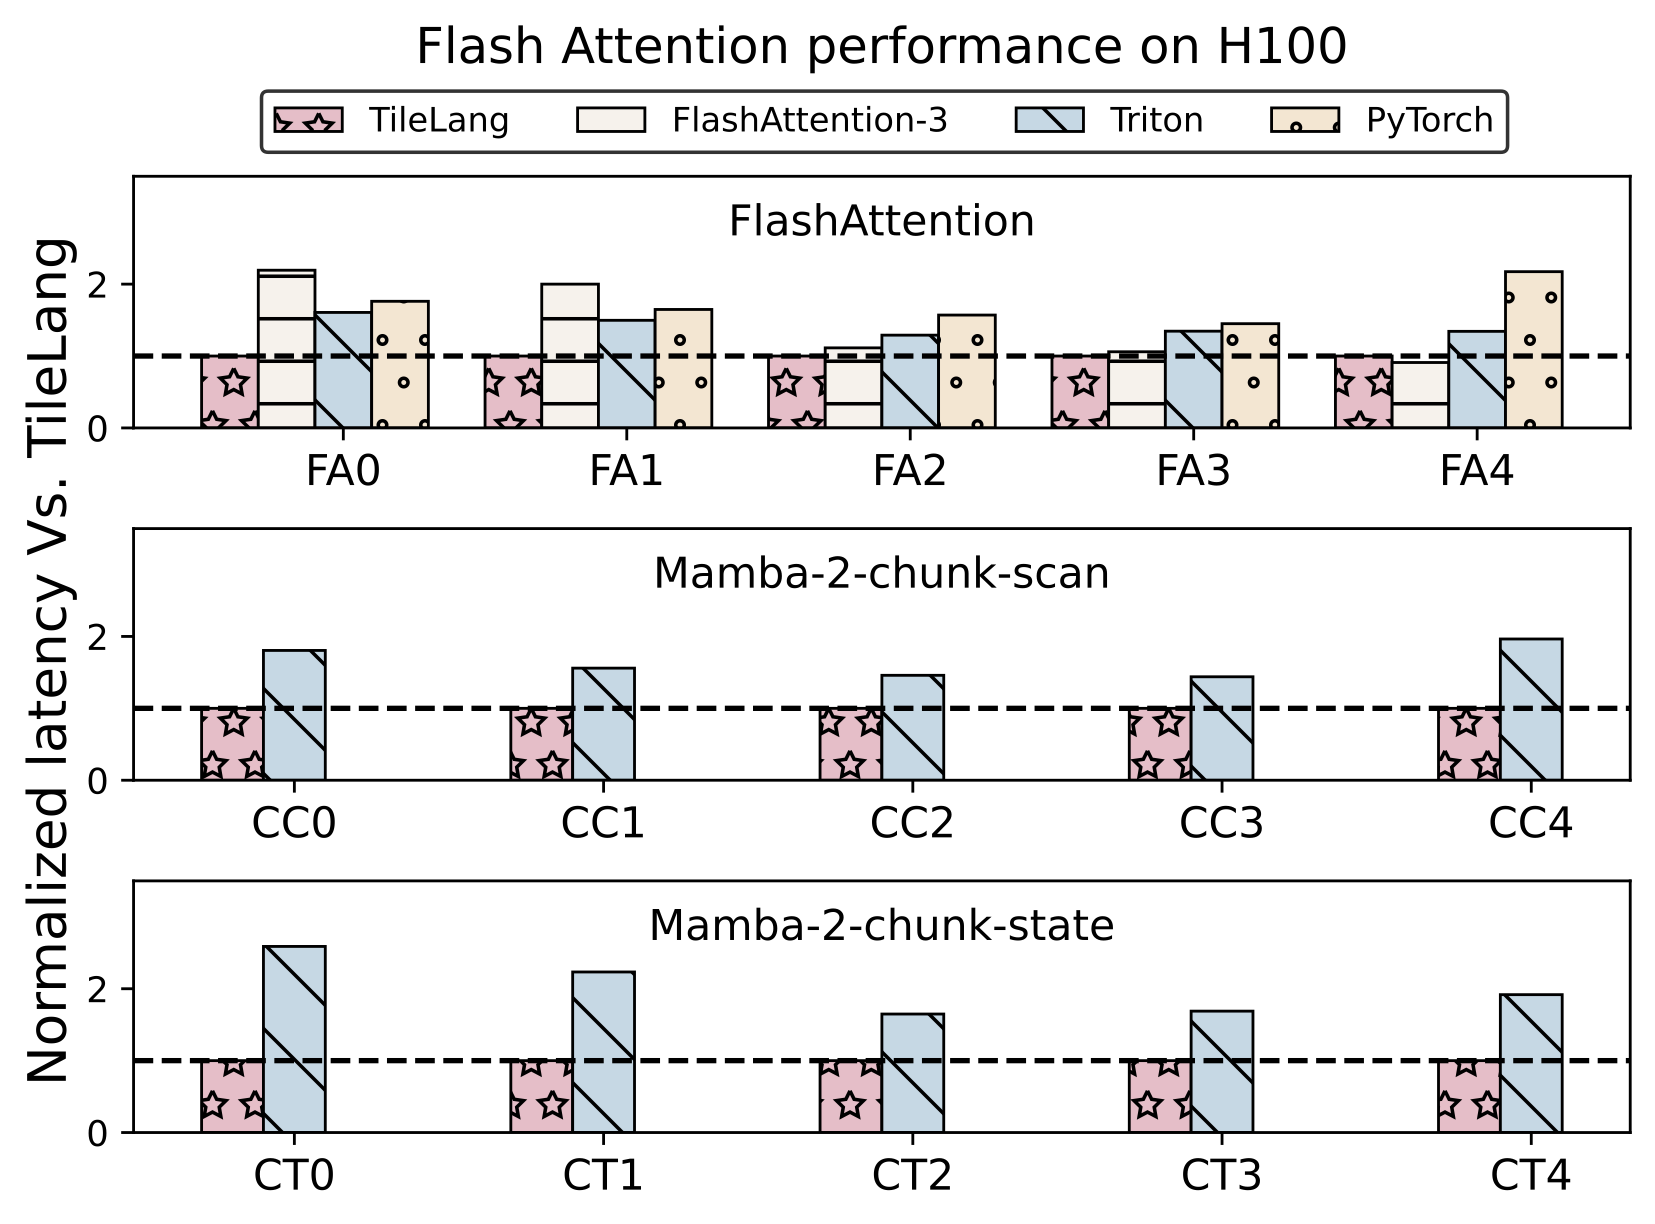 Flash Attention performance on H100
TileLang FlashAttention-3 Triton PyTorch
Normalized latency Vs. TileLang
FlashAttention
2
0
FA0 FA1 FA2 FA3 FA4
Mamba-2-chunk-scan
2
0
CC0 CC1 CC2 CC3 CC4
Mamba-2-chunk-state
2
0
CT0 CT1 CT2 CT3 CT4